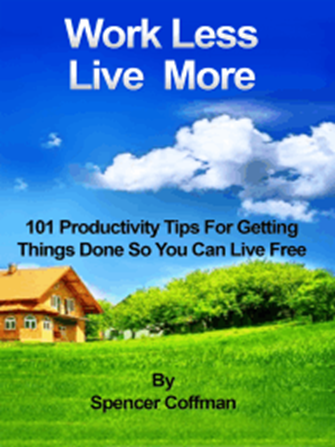 Work Less
Live More
101 Productivity Tips For Getting
Things Done So You Can Live Free
By
Spencer Coffman